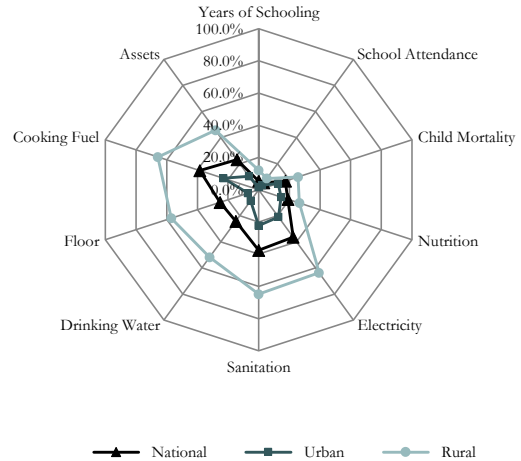 Years of Schooling
100.0%
Assets
School Attendance
80.0%
60.0%
40.0%
Cooking Fuel
Child Mortality
20.0%
.0%
Floor
Nutrition
Drinking Water
Electricity
Sanitation
National
Urban
Rural